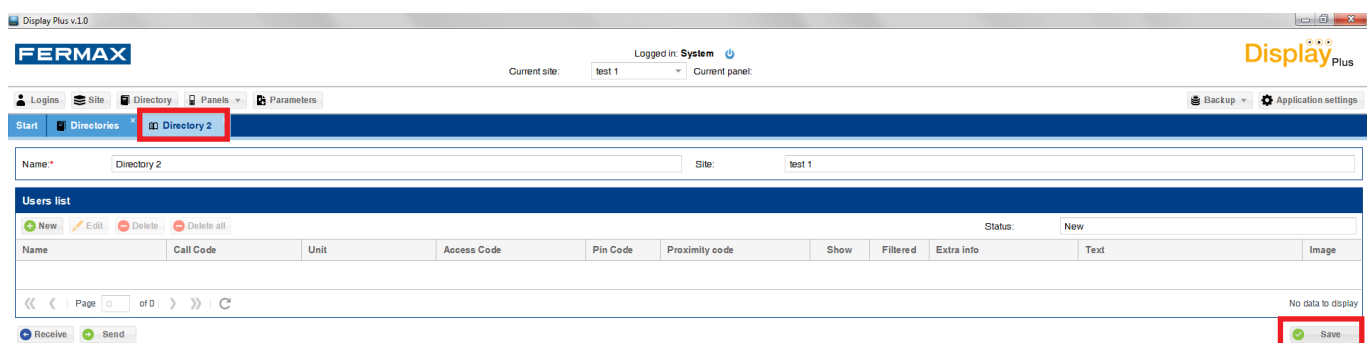 Display Plus v.1.0
FERMAX
Logged in: System
Display Plus
Current site: test 1 Current panel:
Logins Site Directory Panels Parameters Backup Application settings
Start Directories × Directory 2
Name:* Directory 2 Site: test 1
Users list
New Edit Delete Delete all Status: New
Name Call Code Unit Access Code Pin Code Proximity code Show Filtered Extra info Text Image
Page 0 of 0 No data to display
Receive Send Save